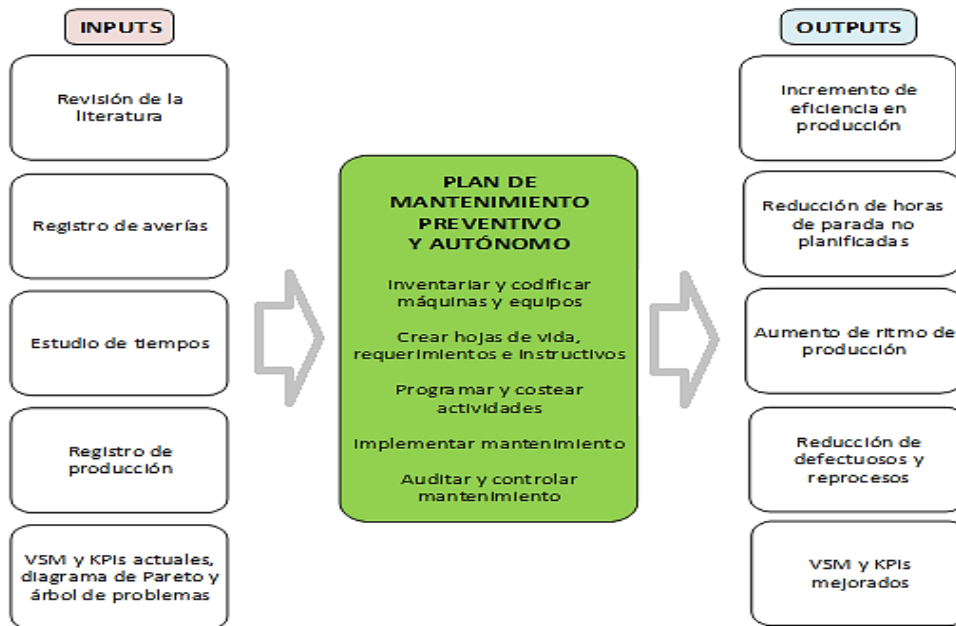 INPUTS
Revisión de la
literatura
Registro de averías
Estudio de tiempos
Registro de
producción
VSM y KPIs actuales,
diagrama de Pareto y
árbol de problemas
PLAN DE
MANTENIMIENTO
PREVENTIVO
Y AUTÓNOMO
Inventariar y codificar
máquinas y equipos
Crear hojas de vida,
requerimientos e instructivos
Programar y costear
actividades
Implementar mantenimiento
Auditar y controlar
mantenimiento
OUTPUTS
Incremento de
eficiencia en
producción
Reducción de horas
de parada no
planificadas
Aumento de ritmo de
producción
Reducción de
defectuosos y
reprocesos
VSM y KPIs
mejorados